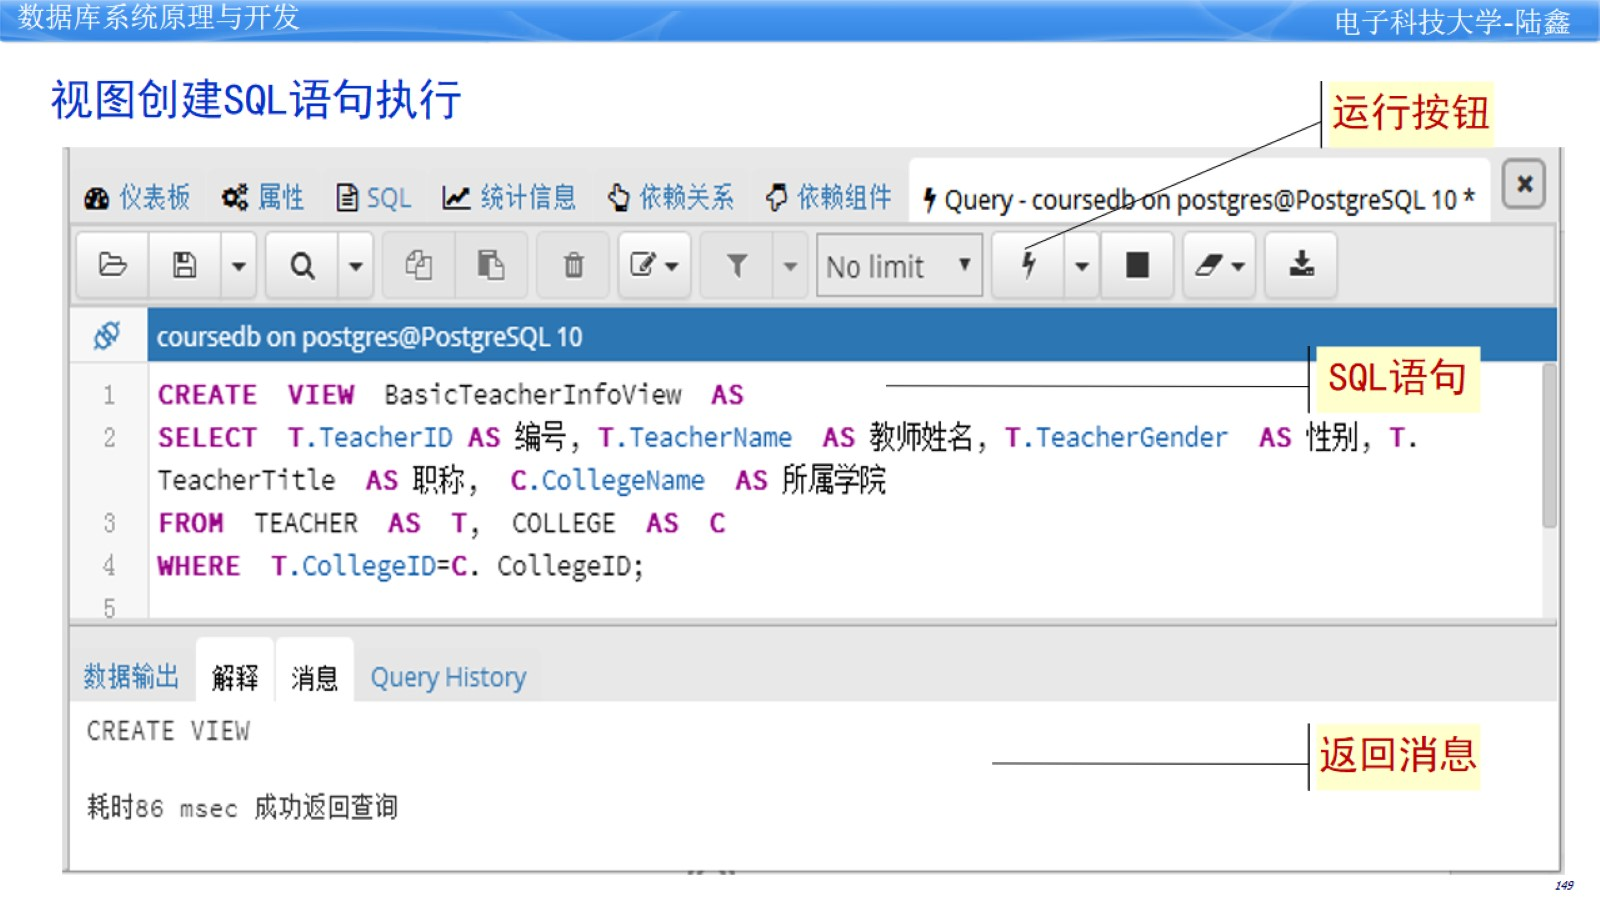 数据库系统原理与开发
电子科技大学-陆鑫
视图创建SQL语句执行
运行按钮
仪表板 属性 SQL 统计信息 依赖关系 依赖组件 Query - coursedb on postgres@PostgreSQL 10 *
No limit
coursedb on postgres@PostgreSQL 10
SQL语句
1 CREATE VIEW BasicTeacherInfoView AS
2 SELECT T.TeacherID AS 编号, T.TeacherName AS 教师姓名, T.TeacherGender AS 性别, T.
TeacherTitle AS 职称, C.CollegeName AS 所属学院
3 FROM TEACHER AS T, COLLEGE AS C
4 WHERE T.CollegeID=C. CollegeID;
5
数据输出 解释 消息 Query History
CREATE VIEW
返回消息
耗时86 msec 成功返回查询
149